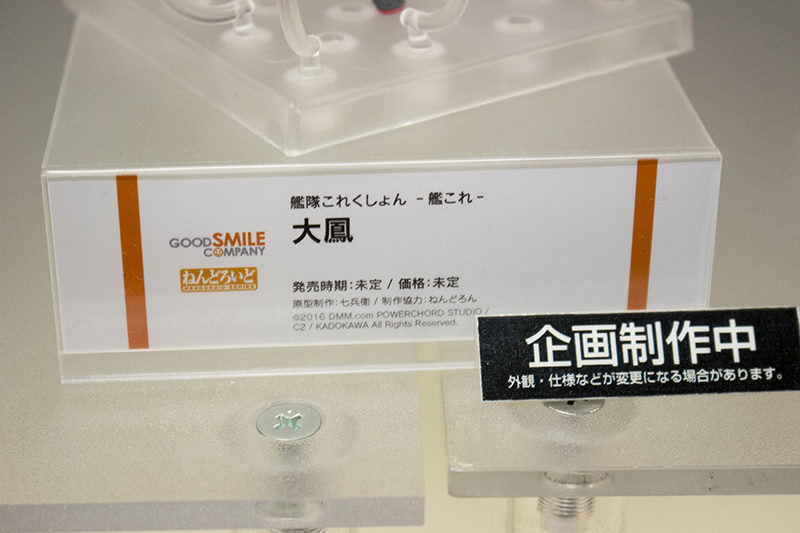 艦隊これくしょん -艦これ-
大鳳
GOOD SMILE
COMPANY
ねんどろいど
NENDOROID SERIES
発売時期：未定 / 価格：未定
原型制作：七兵衛 / 制作協力：ねんどろん
©2016 DMM.com POWERCHORD STUDIO /
C2 / KADOKAWA All Rights Reserved.
企画制作中
外観・仕様などが変更になる場合があります。